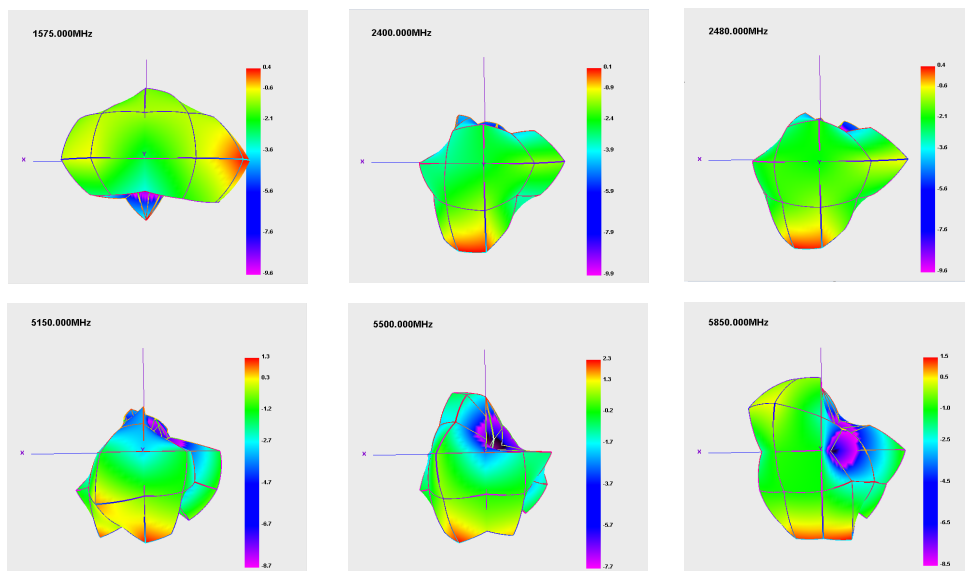 1575.000MHz
0.4
-0.6
-2.1
-3.6
-5.6
-7.6
-9.6
X
Y
2400.000MHz
0.1
-0.9
-2.4
-3.9
-5.9
-7.9
-9.9
X
Y
2480.000MHz
0.4
-0.6
-2.1
-3.6
-5.6
-7.6
-9.6
X
Y
5150.000MHz
1.3
0.3
-1.2
-2.7
-4.7
-6.7
-8.7
X
Y
5500.000MHz
2.3
1.3
-0.2
-1.7
-3.7
-5.7
-7.7
X
5850.000MHz
1.5
0.5
-1.0
-2.5
-4.5
-6.5
-8.5
X